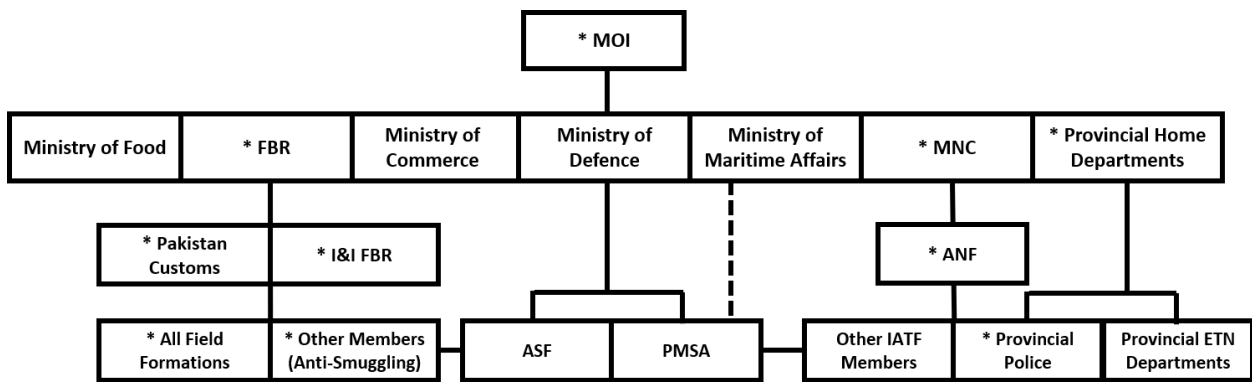 * MOI
Ministry of Food
* FBR
Ministry of
Commerce
Ministry of
Defence
Ministry of
Maritime Affairs
* MNC
* Provincial Home
Departments
* Pakistan
Customs
* I&I FBR
* ANF
* All Field
Formations
* Other Members
(Anti-Smuggling)
ASF
PMSA
Other IATF
Members
* Provincial
Police
Provincial ETN
Departments